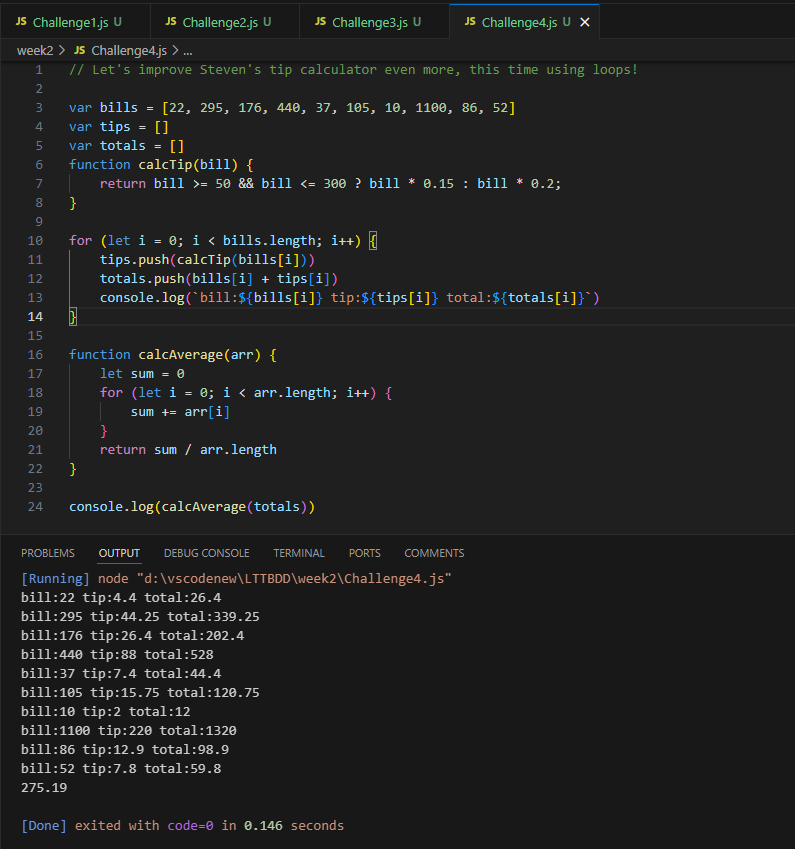 JS Challenge1.js U JS Challenge2.js U JS Challenge3.js U JS Challenge4.js U ×
week2 > JS Challenge4.js > ...
1 // Let's improve Steven's tip calculator even more, this time using loops!
2
3 var bills = [22, 295, 176, 440, 37, 105, 10, 1100, 86, 52]
4 var tips = []
5 var totals = []
6 function calcTip(bill) {
7     return bill >= 50 && bill <= 300 ? bill * 0.15 : bill * 0.2;
8 }
9
10 for (let i = 0; i < bills.length; i++) {
11     tips.push(calcTip(bills[i]))
12     totals.push(bills[i] + tips[i])
13     console.log(`bill:${bills[i]} tip:${tips[i]} total:${totals[i]}`)
14 }
15
16 function calcAverage(arr) {
17     let sum = 0
18     for (let i = 0; i < arr.length; i++) {
19         sum += arr[i]
20     }
21     return sum / arr.length
22 }
23
24 console.log(calcAverage(totals))
PROBLEMS OUTPUT DEBUG CONSOLE TERMINAL PORTS COMMENTS
[Running] node "d:\vscodenew\LTTBDD\week2\Challenge4.js"
bill:22 tip:4.4 total:26.4
bill:295 tip:44.25 total:339.25
bill:176 tip:26.4 total:202.4
bill:440 tip:88 total:528
bill:37 tip:7.4 total:44.4
bill:105 tip:15.75 total:120.75
bill:10 tip:2 total:12
bill:1100 tip:220 total:1320
bill:86 tip:12.9 total:98.9
bill:52 tip:7.8 total:59.8
275.19

[Done] exited with code=0 in 0.146 seconds